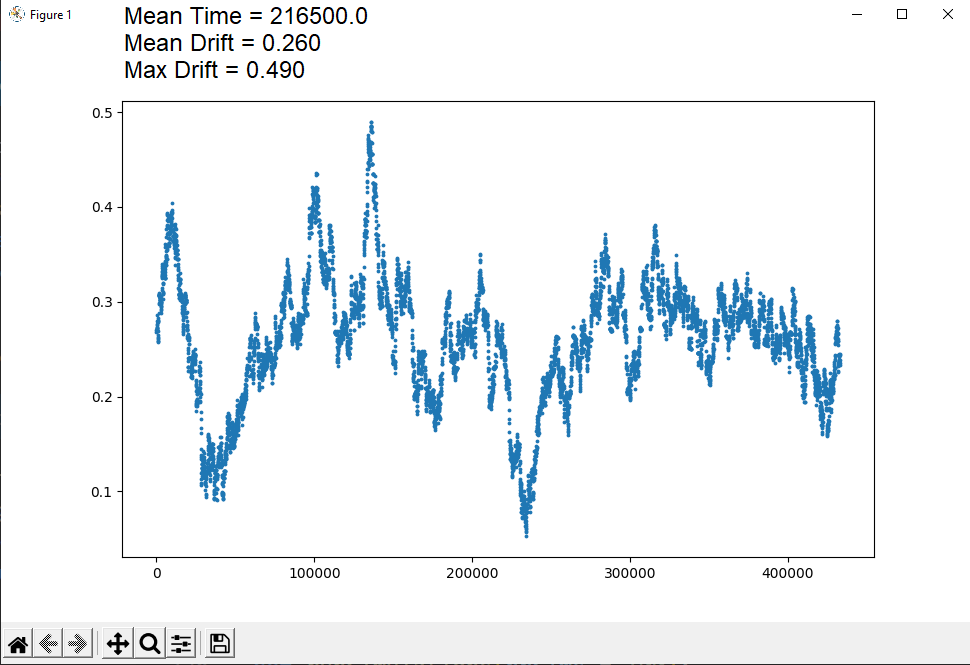 Figure 1
Mean Time = 216500.0
Mean Drift = 0.260
Max Drift = 0.490
0.5
0.4
0.3
0.2
0.1
0 100000 200000 300000 400000